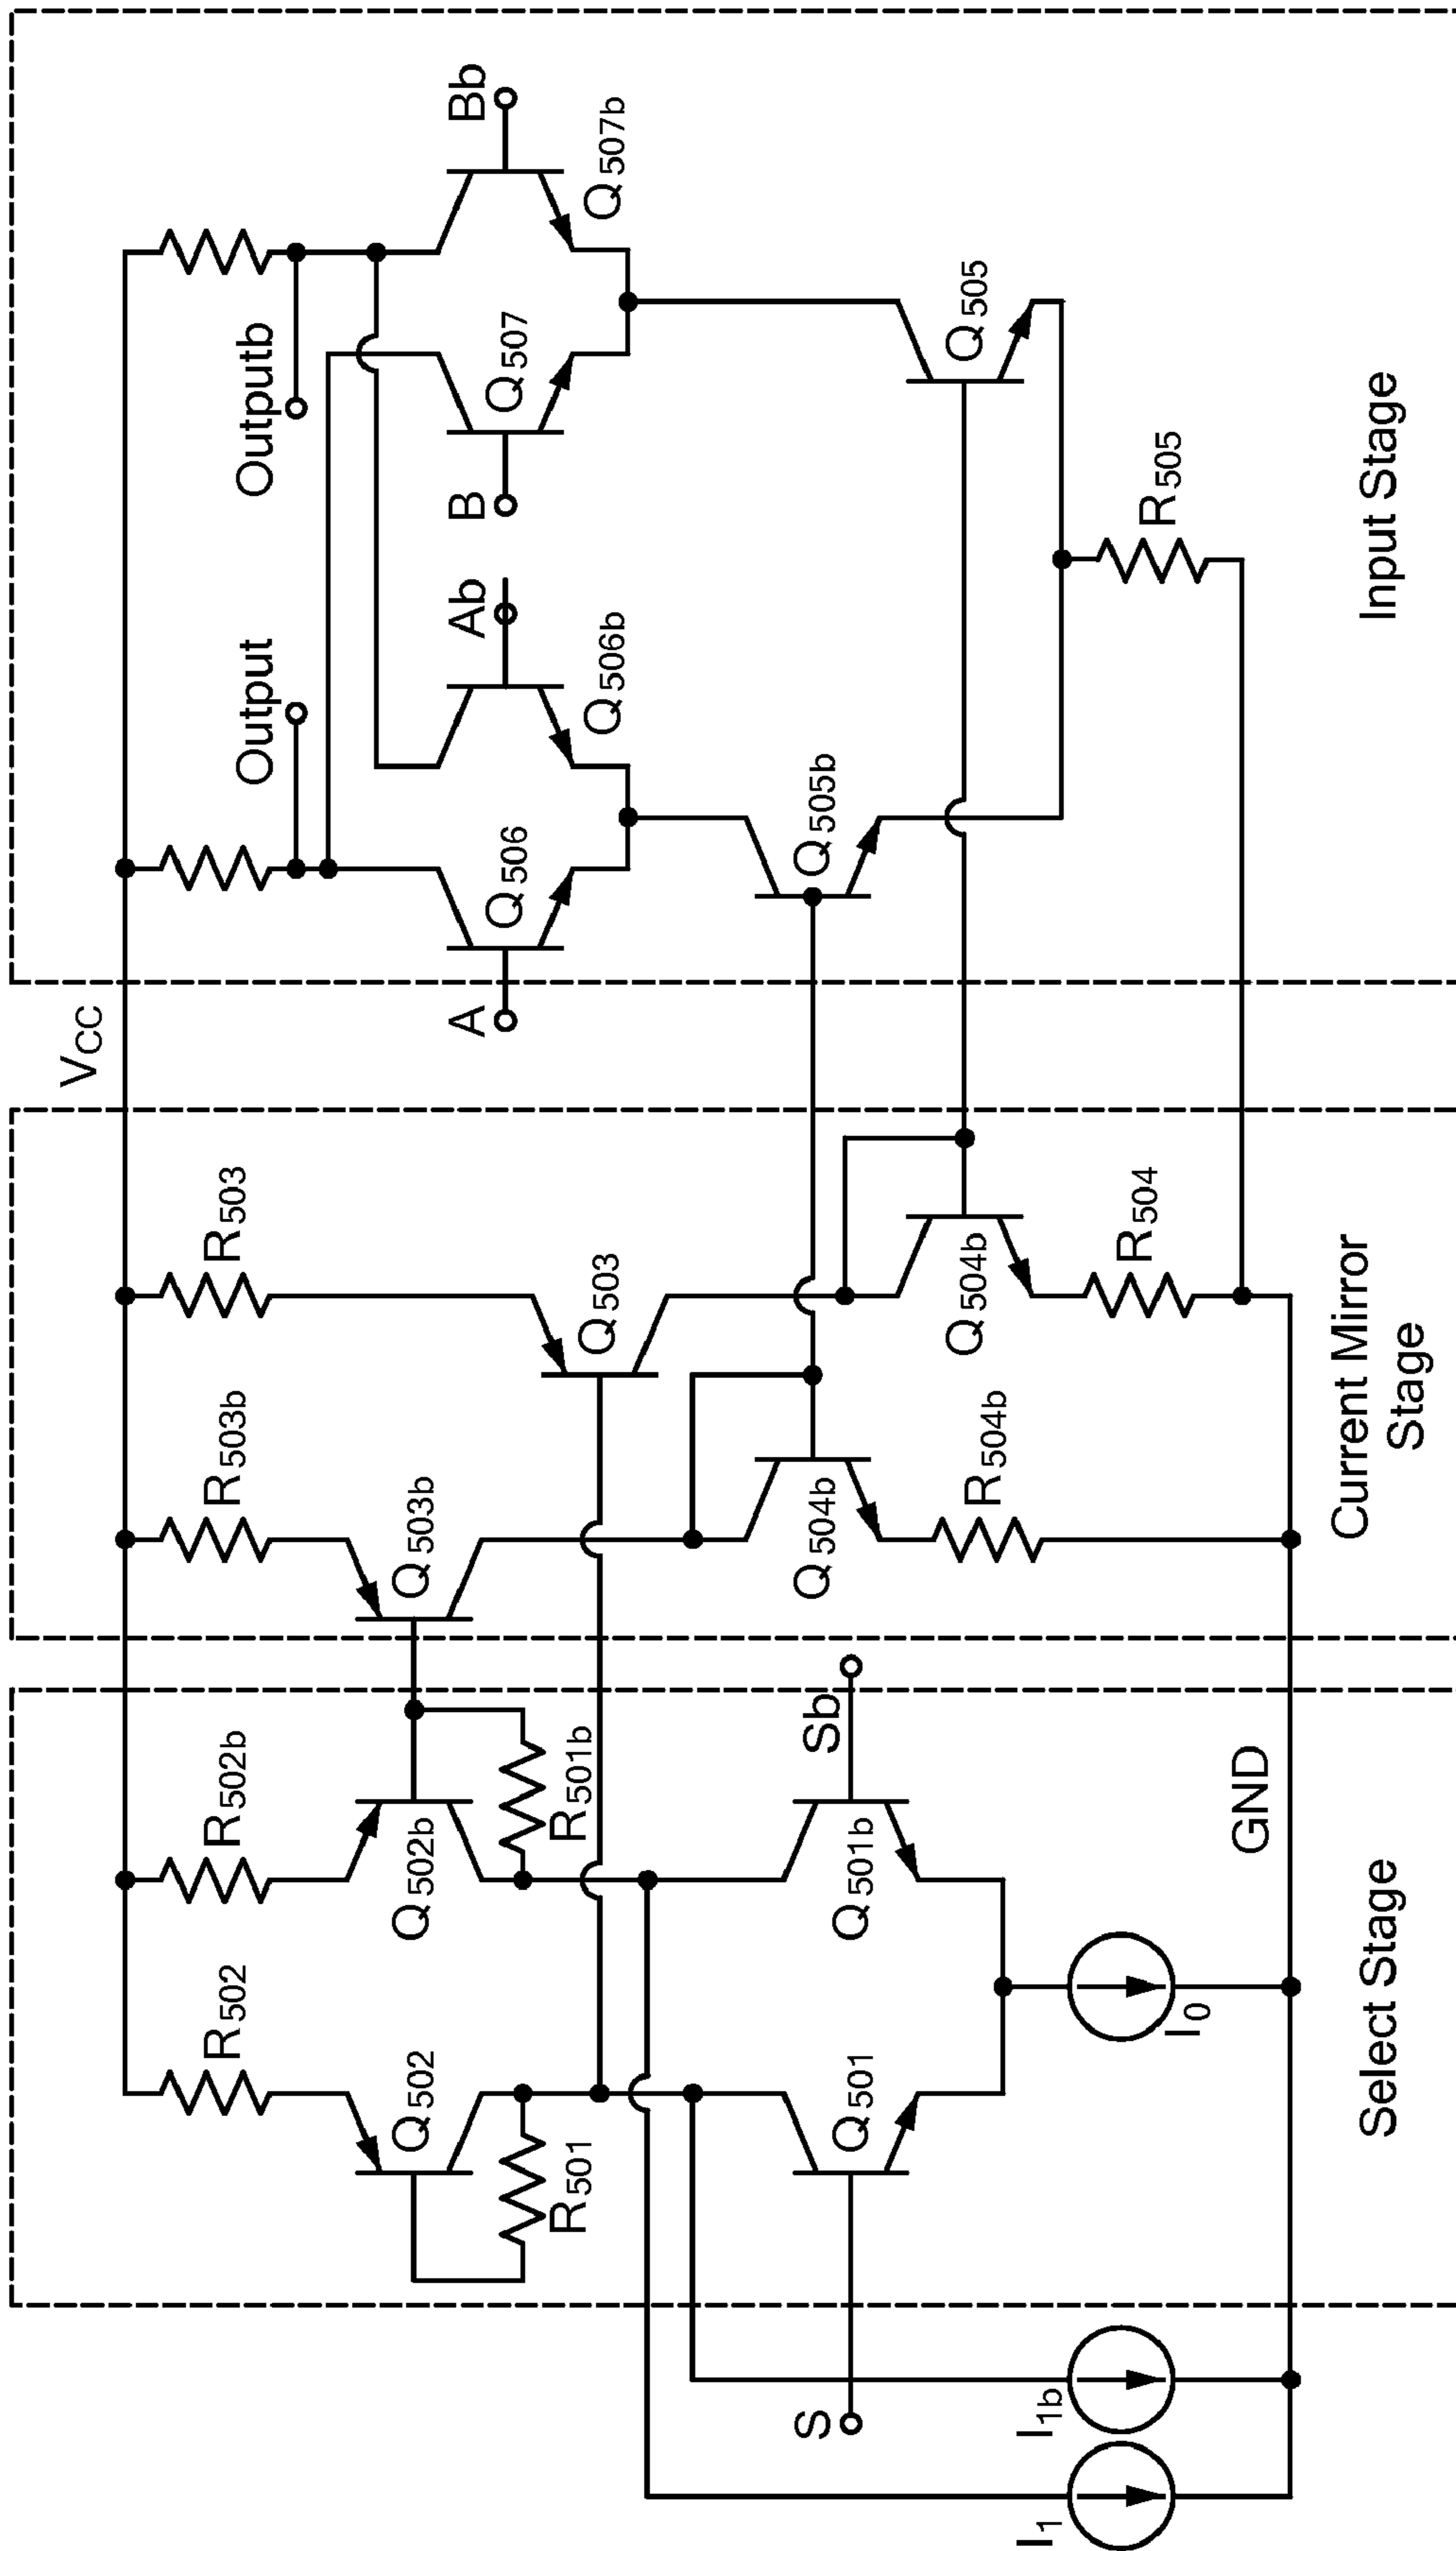 VCC
R502
R502b
R503b
R503
Output
Outputb
Q502
Q502b
Q503b
A
Q506
Ab
B
Q507
Bb
R501
R501b
Q503
Q506b
Q507b
S
Q501
Q501b
Sb
Q504b
Q505b
R504b
Q504b
Q505
I1
I1b
I0
GND
R504
R505
Select Stage
Current Mirror
Stage
Input Stage